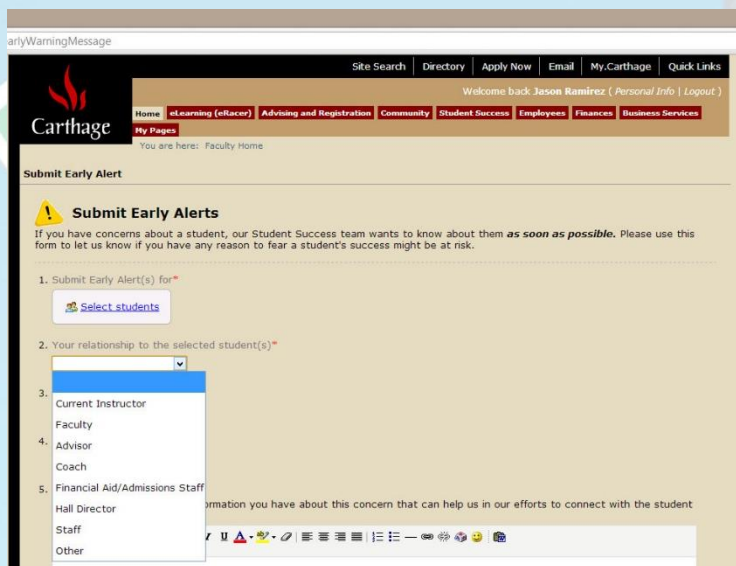 arlyWarningMessage
Site Search | Directory | Apply Now | Email | My.Carthage | Quick Links
Welcome back Jason Ramirez ( Personal Info | Logout )
Carthage
Home eLearning (eRacer) Advising and Registration Community Student Success Employees Finances Business Services
My Pages
You are here: Faculty Home
Submit Early Alert
Submit Early Alerts
If you have concerns about a student, our Student Success team wants to know about them as soon as possible. Please use this
form to let us know if you have any reason to fear a student's success might be at risk.
1. Submit Early Alert(s) for*
Select students
2. Your relationship to the selected student(s)*
3.
Current Instructor
Faculty
4.
Advisor
Coach
5.
Financial Aid/Admissions Staff
Hall Director
ormation you have about this concern that can help us in our efforts to connect with the student
Staff
Other